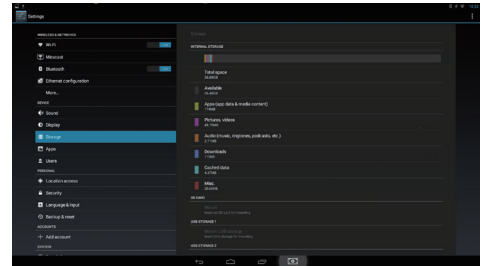 Settings
WIRELESS & NETWORKS
Wi-Fi
ON
Miracast
Bluetooth
ON
Ethernet configuration
More...
DEVICE
Sound
Display
Storage
Apps
Users
PERSONAL
Location access
Security
Language & input
Backup & reset
ACCOUNTS
Add account
SYSTEM
INTERNAL STORAGE
Total space
Available
Apps (app data & media content)
Pictures, videos
Audio (music, ringtones, podcasts, etc.)
Downloads
Cached data
Misc.
SD CARD
USB STORAGE 1
USB STORAGE 2